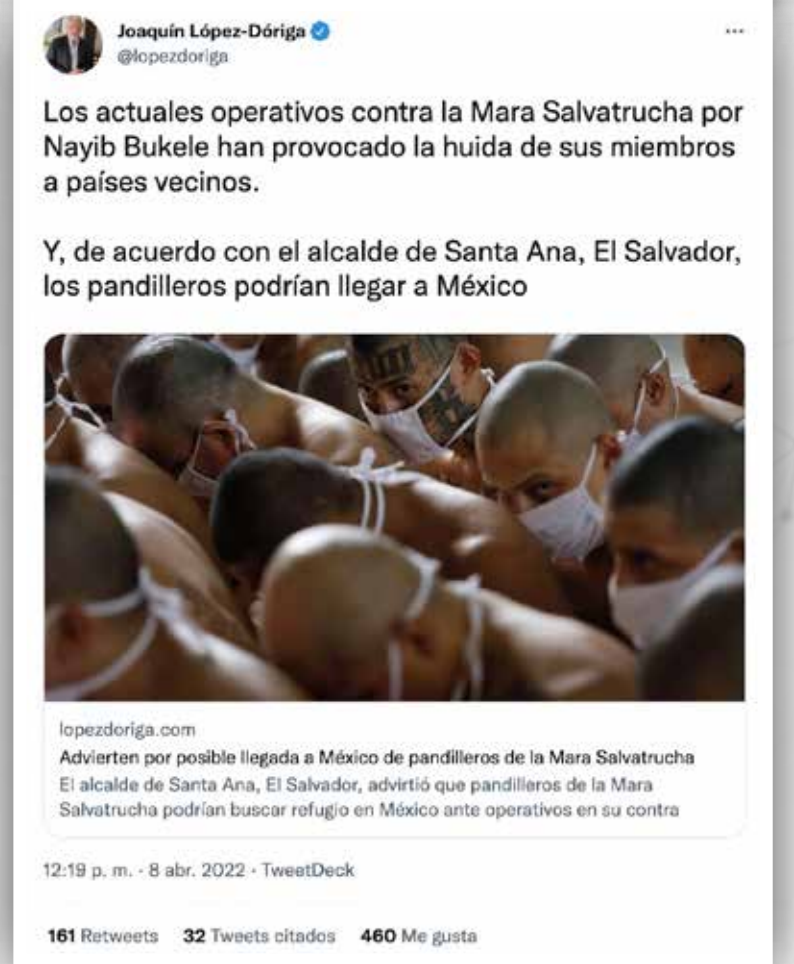 Joaquín López-Dóriga
@lopezdoriga
Los actuales operativos contra la Mara Salvatrucha por
Nayib Bukele han provocado la huida de sus miembros
a países vecinos.
Y, de acuerdo con el alcalde de Santa Ana, El Salvador,
los pandilleros podrían llegar a México
lopezdoriga.com
Advierten por posible llegada a México de pandilleros de la Mara Salvatrucha
El alcalde de Santa Ana, El Salvador, advirtió que pandilleros de la Mara
Salvatrucha podrían buscar refugio en México ante operativos en su contra
12:19 p. m. · 8 abr. 2022 · TweetDeck
161 Retweets 32 Tweets citados 460 Me gusta